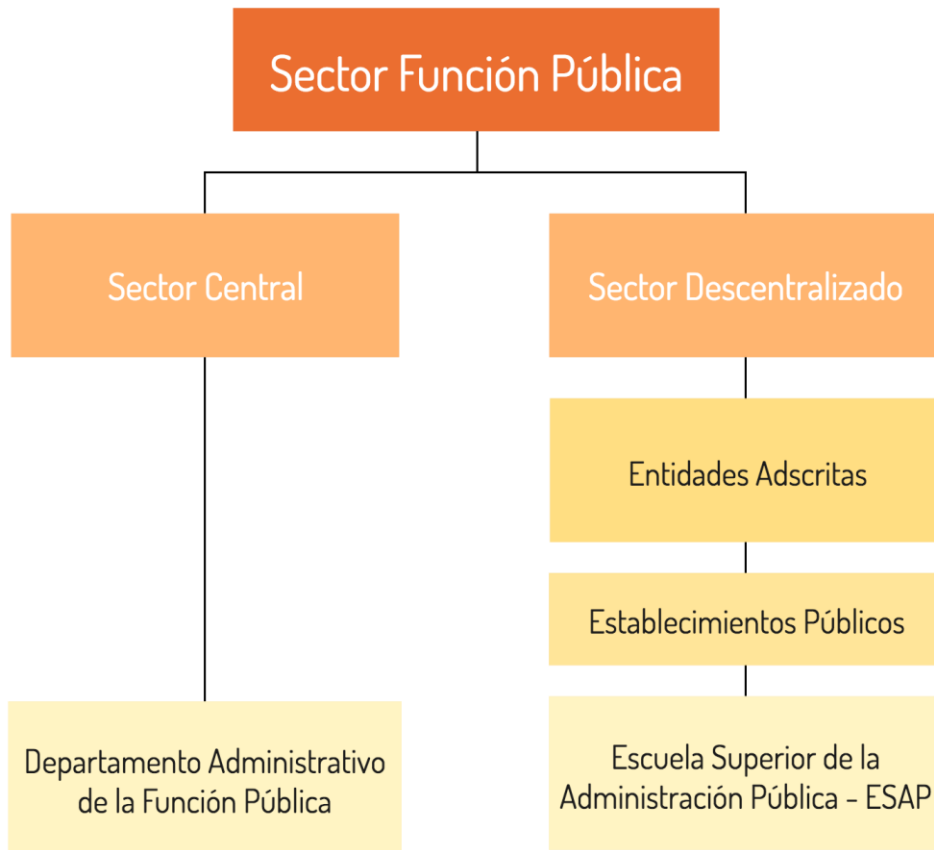 Sector Función Pública
Sector Central
Sector Descentralizado
Entidades Adscritas
Establecimientos Públicos
Departamento Administrativo
de la Función Pública
Escuela Superior de la
Administración Pública - ESAP